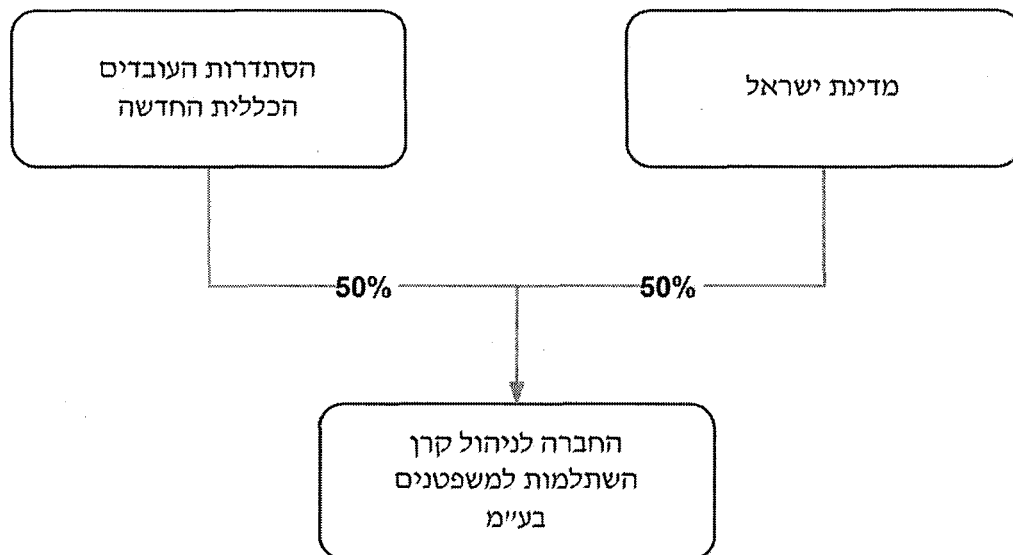 מדינת ישראל
הסתדרות העובדים
הכללית החדשה
50%
50%
החברה לניהול קרן
השתלמות למשפטנים
בע״מ